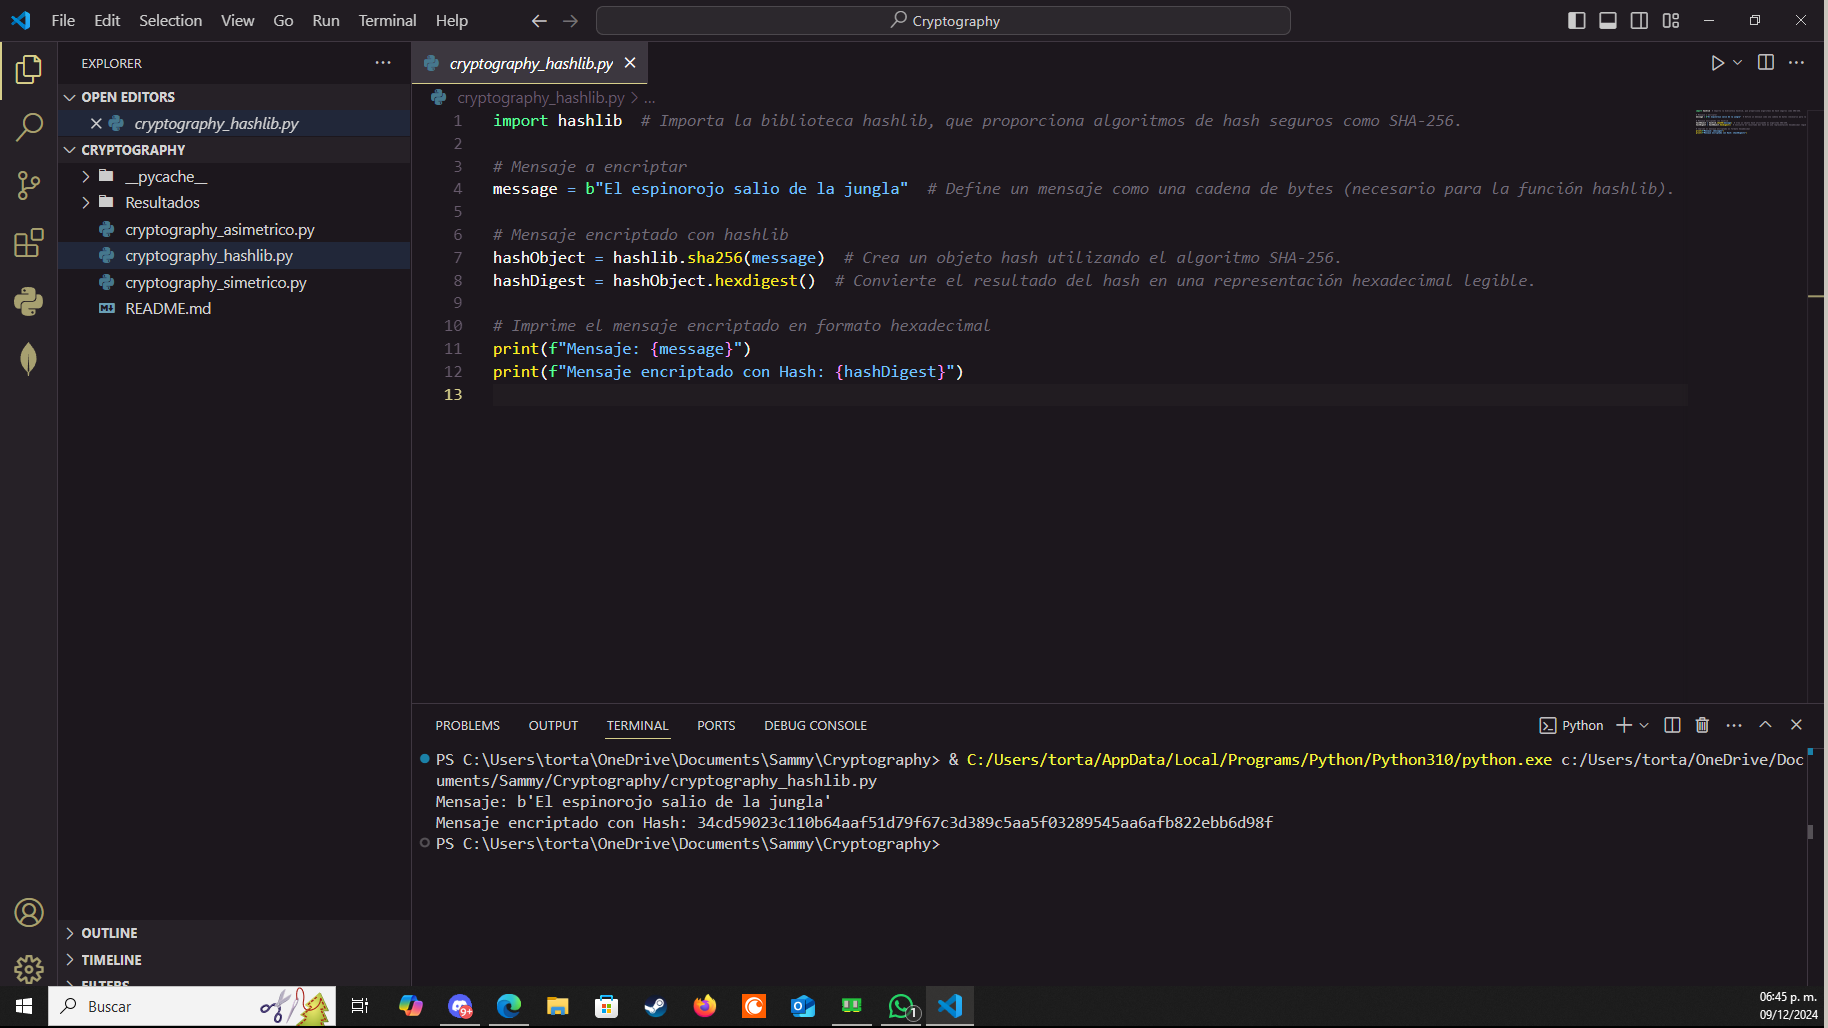 File Edit Selection View Go Run Terminal Help
Cryptography
EXPLORER
OPEN EDITORS
cryptography_hashlib.py
CRYPTOGRAPHY
__pycache__
Resultados
cryptography_asimetrico.py
cryptography_hashlib.py
cryptography_simetrico.py
README.md
OUTLINE
TIMELINE
FILTERS
cryptography_hashlib.py
cryptography_hashlib.py > ...
1 import hashlib # Importa la biblioteca hashlib, que proporciona algoritmos de hash seguros como SHA-256.
2
3 # Mensaje a encriptar
4 message = b"El espinorojo salio de la jungla" # Define un mensaje como una cadena de bytes (necesario para la función hashlib).
5
6 # Mensaje encriptado con hashlib
7 hashObject = hashlib.sha256(message) # Crea un objeto hash utilizando el algoritmo SHA-256.
8 hashDigest = hashObject.hexdigest() # Convierte el resultado del hash en una representación hexadecimal legible.
9
10 # Imprime el mensaje encriptado en formato hexadecimal
11 print(f"Mensaje: {message}")
12 print(f"Mensaje encriptado con Hash: {hashDigest}")
13
PROBLEMS OUTPUT TERMINAL PORTS DEBUG CONSOLE
Python
PS C:\Users\torta\OneDrive\Documents\Sammy\Cryptography> & C:/Users/torta/AppData/Local/Programs/Python/Python310/python.exe c:/Users/torta/OneDrive/Doc
uments/Sammy/Cryptography/cryptography_hashlib.py
Mensaje: b'El espinorojo salio de la jungla'
Mensaje encriptado con Hash: 34cd59023c110b64aaf51d79f67c3d389c5aa5f03289545aa6afb822ebb6d98f
PS C:\Users\torta\OneDrive\Documents\Sammy\Cryptography>
Buscar
9+
1
06:45 p. m.
09/12/2024